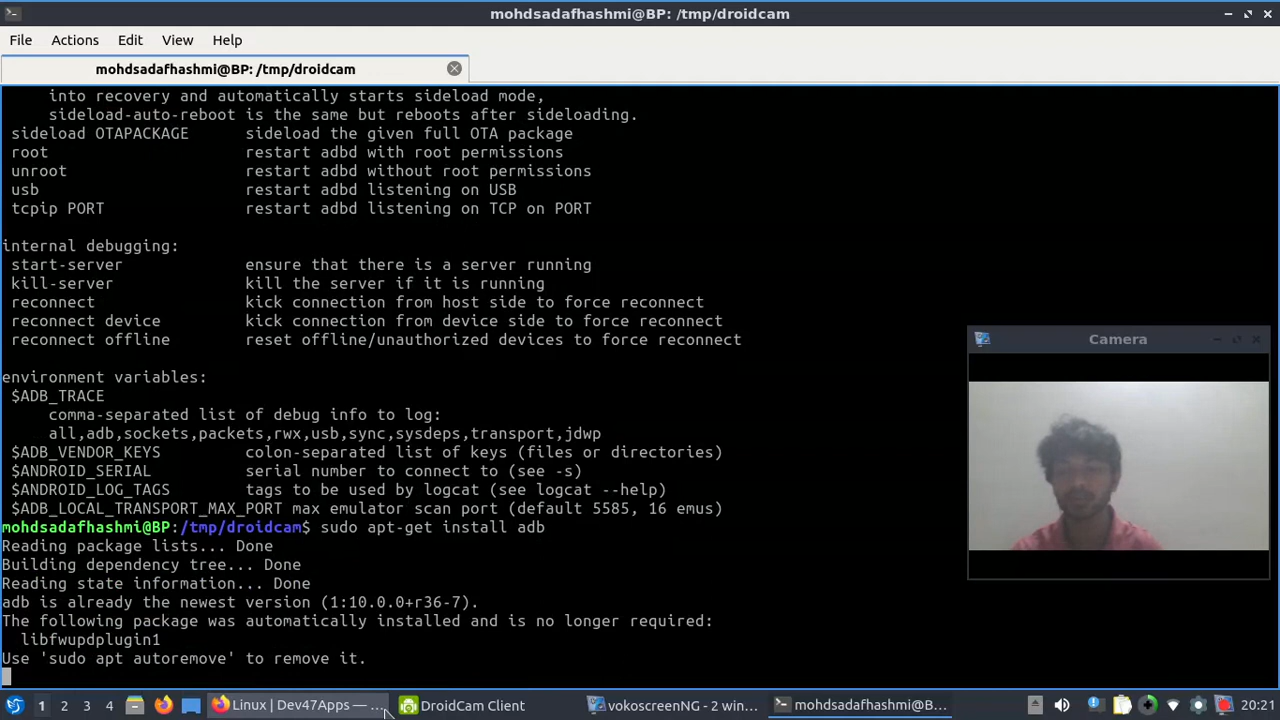 mohdsadafhashmi@BP: /tmp/droidcam
File Actions Edit View Help
mohdsadafhashmi@BP: /tmp/droidcam
into recovery and automatically starts sideload mode,
sideload-auto-reboot is the same but reboots after sideloading.
sideload OTAPACKAGE sideload the given full OTA package
root restart adbd with root permissions
unroot restart adbd without root permissions
usb restart adbd listening on USB
tcpip PORT restart adbd listening on TCP on PORT
internal debugging:
start-server ensure that there is a server running
kill-server kill the server if it is running
reconnect kick connection from host side to force reconnect
reconnect device kick connection from device side to force reconnect
reconnect offline reset offline/unauthorized devices to force reconnect
environment variables:
$ADB_TRACE
comma-separated list of debug info to log:
all,adb,sockets,packets,rwx,usb,sync,sysdeps,transport,jdwp
$ADB_VENDOR_KEYS colon-separated list of keys (files or directories)
$ANDROID_SERIAL serial number to connect to (see -s)
$ANDROID_LOG_TAGS tags to be used by logcat (see logcat --help)
$ADB_LOCAL_TRANSPORT_MAX_PORT max emulator scan port (default 5585, 16 emus)
mohdsadafhashmi@BP:/tmp/droidcam$ sudo apt-get install adb
Reading package lists... Done
Building dependency tree... Done
Reading state information... Done
adb is already the newest version (1:10.0.0+r36-7).
The following package was automatically installed and is no longer required:
libfwupdplugin1
Use 'sudo apt autoremove' to remove it.
Camera
1 2 3 4 Linux | Dev47Apps — ... DroidCam Client vokoscreenNG - 2 win... mohdsadafhashmi@B... 20:21